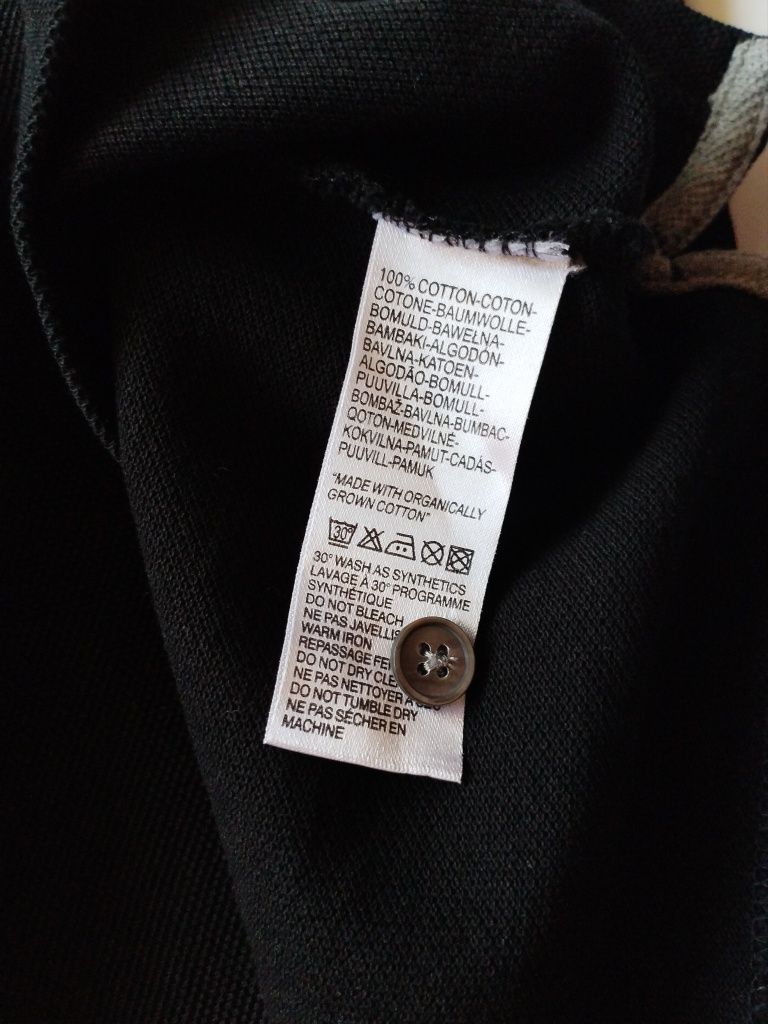 100% COTTON-COTON-
COTONE-BAUMWOLLE-
BOMULD-BAWEŁNA-
BAMBAKI-ALGODÓN-
BAVLNA-KATOEN-
ALGODÃO-BOMULL-
PUUVILLA-BOMULL-
BOMBAŽ-BAVLNA-BUMBAC-
QOTON-MEDVILNĖ-
KOKVILNA-PAMUT-CADÁS-
PUUVILL-PAMUK
"MADE WITH ORGANICALLY
GROWN COTTON"
30°
30° WASH AS SYNTHETICS
LAVAGE À 30° PROGRAMME
SYNTHÉTIQUE
DO NOT BLEACH
NE PAS
WARM IRON
REPASSAGE
DO NOT DRY
NE PAS NETTOYER À
DO NOT TUMBLE DRY
NE PAS SÉCHER EN
MACHINE